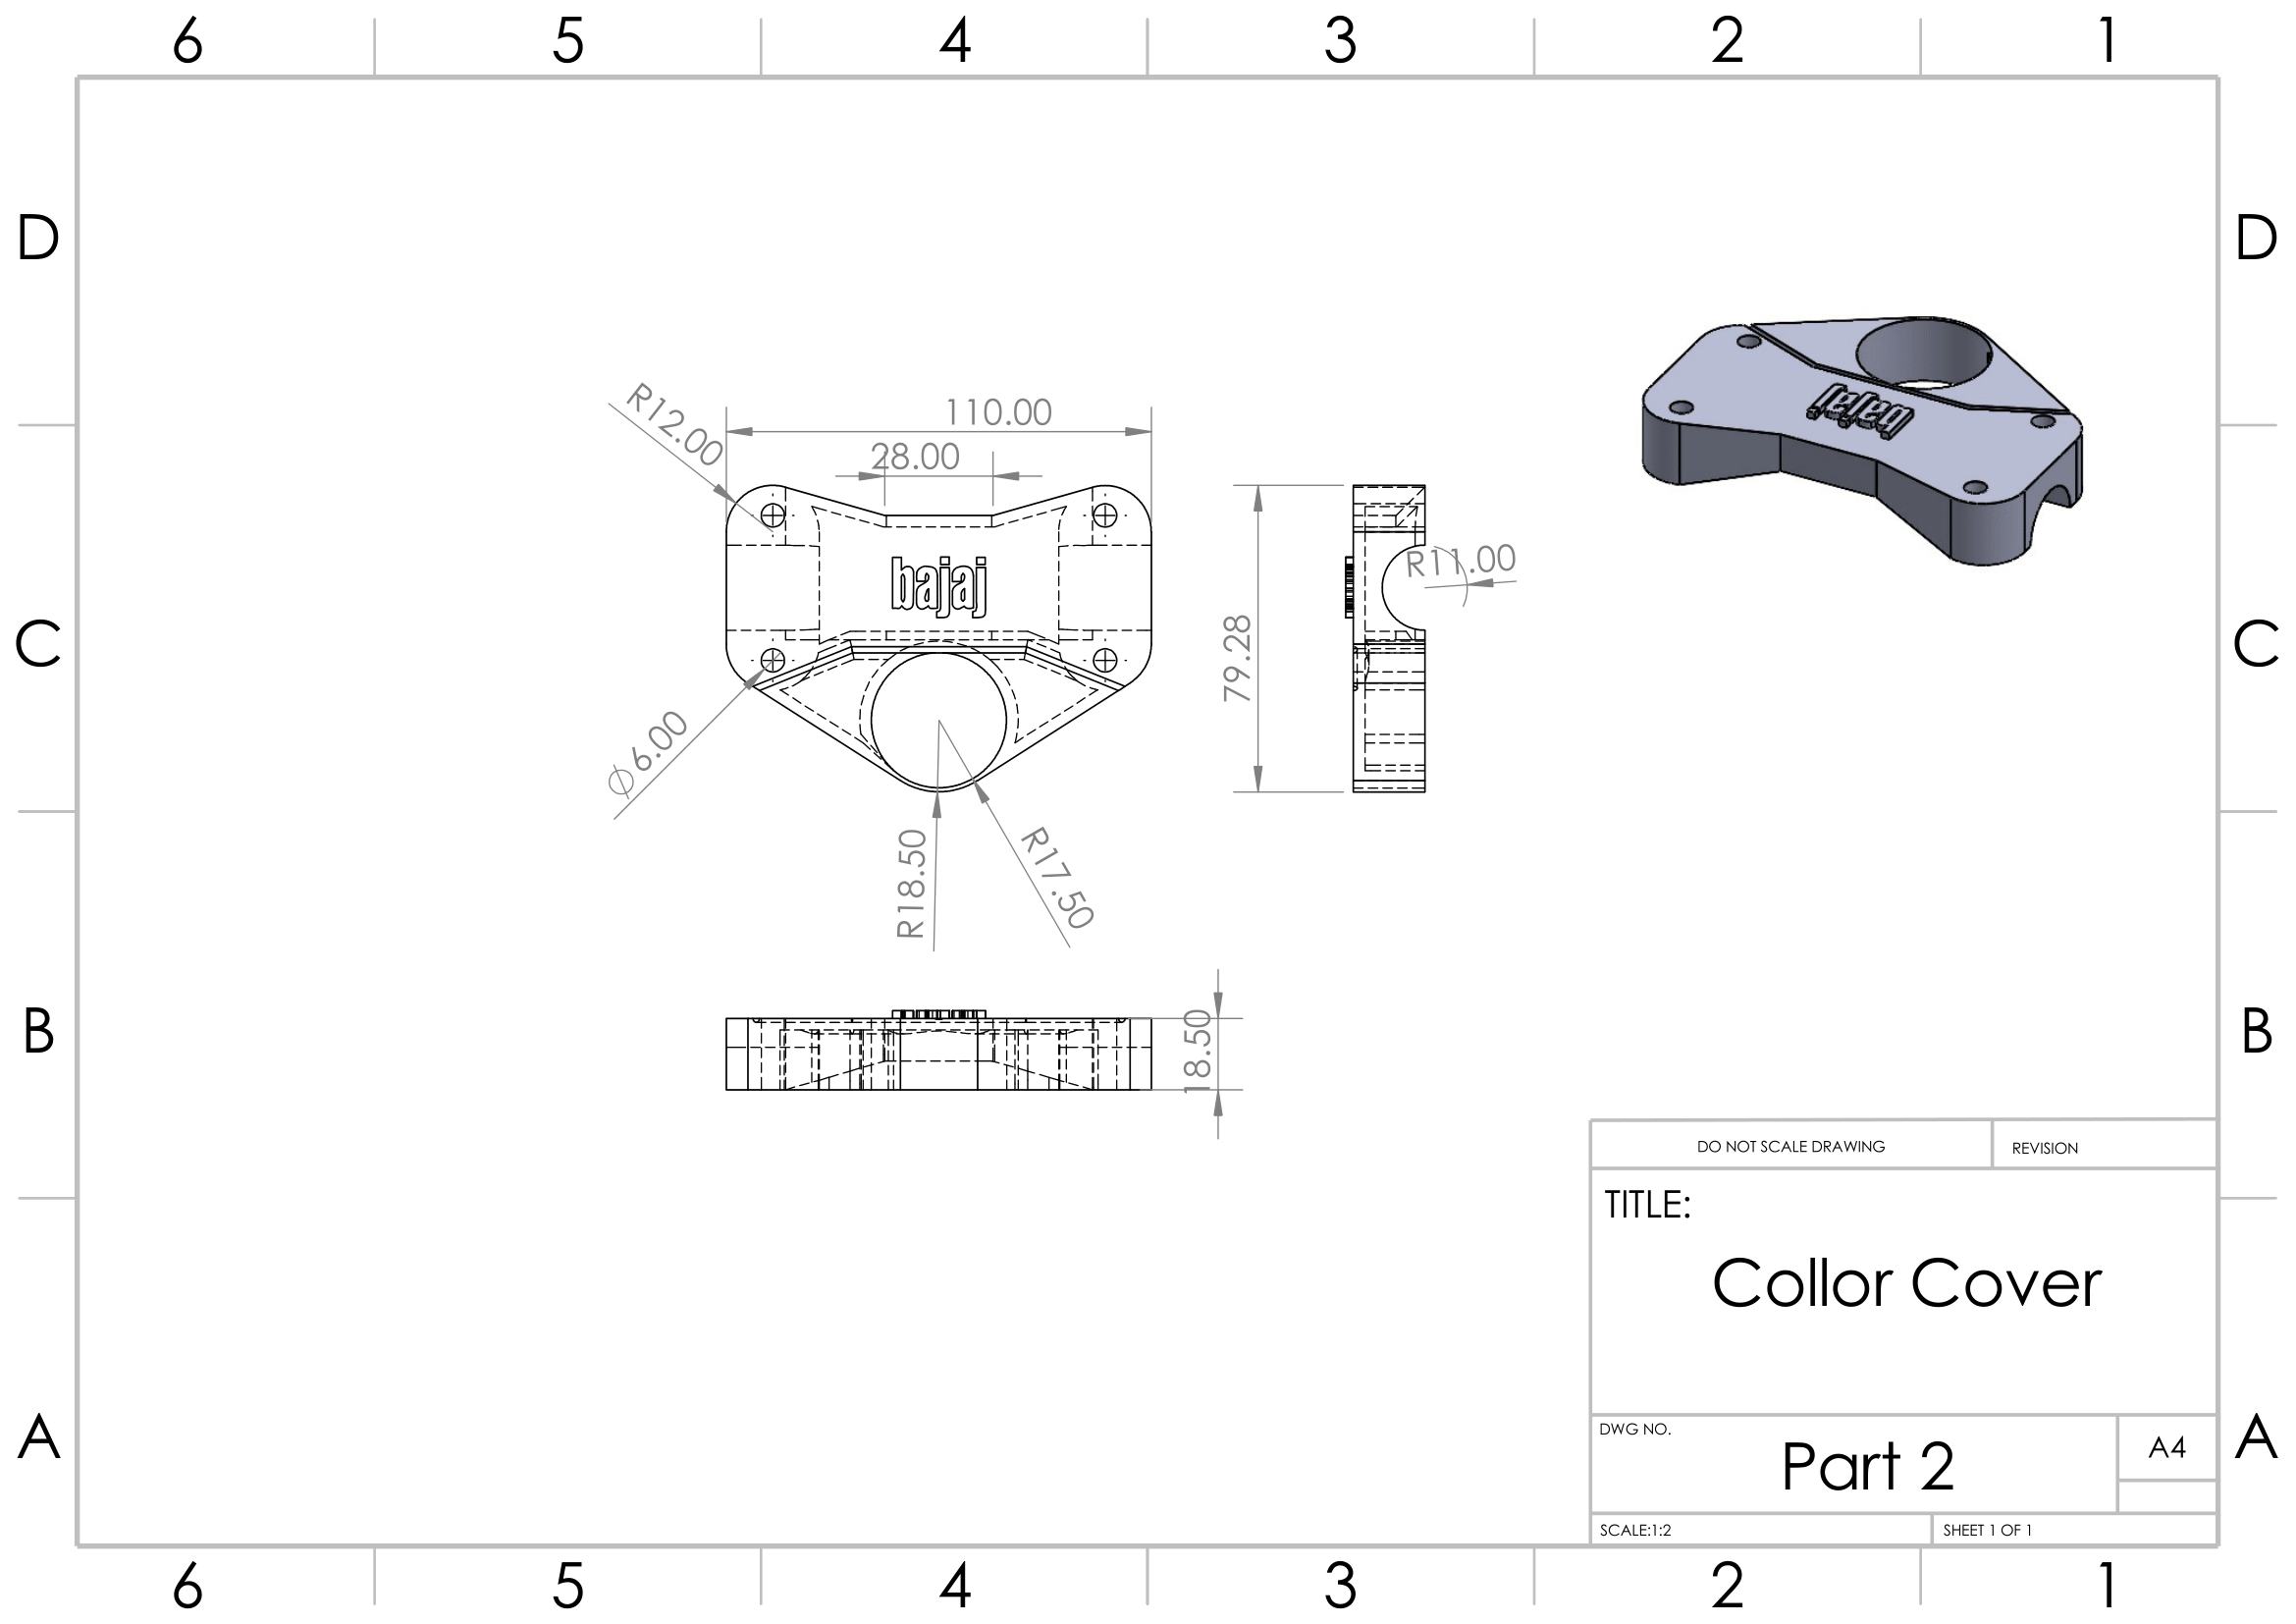 6 5 4 3 2 1
D D
R12.00
110.00
28.00
bajaj
R11.00
bajaj
C C
79.28
⌀6.00
R18.50
R17.50
B B
18.50
DO NOT SCALE DRAWING
REVISION
TITLE:
Collor Cover
A A
DWG NO.
Part 2
A4
SCALE:1:2
SHEET 1 OF 1
6 5 4 3 2 1